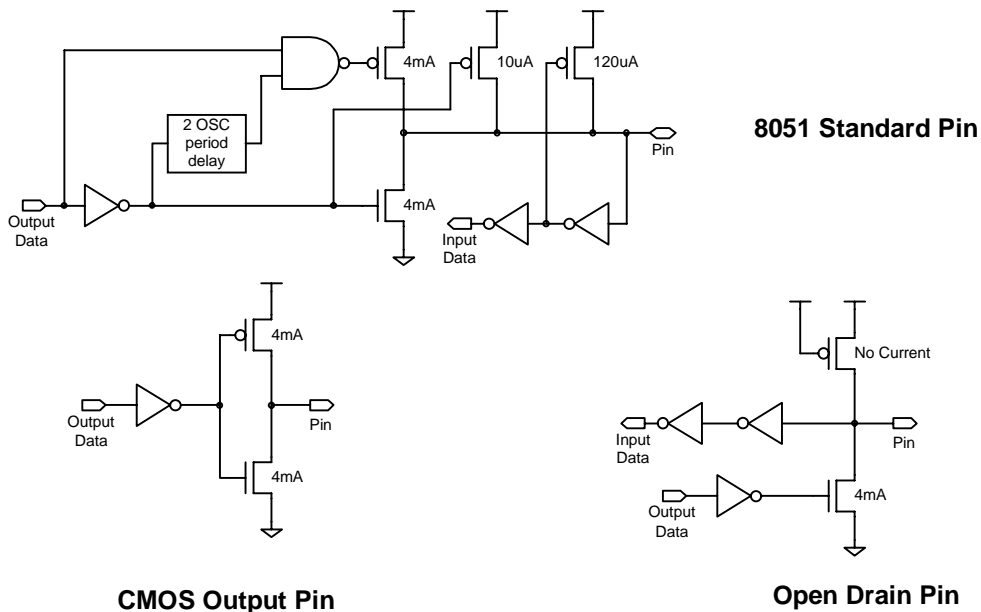 4mA
10uA
120uA
2 OSC
period
delay
8051 Standard Pin
Pin
Output
Data
4mA
Input
Data
4mA
Output
Data
Pin
4mA
CMOS Output Pin
No Current
Input
Data
Pin
Output
Data
4mA
Open Drain Pin